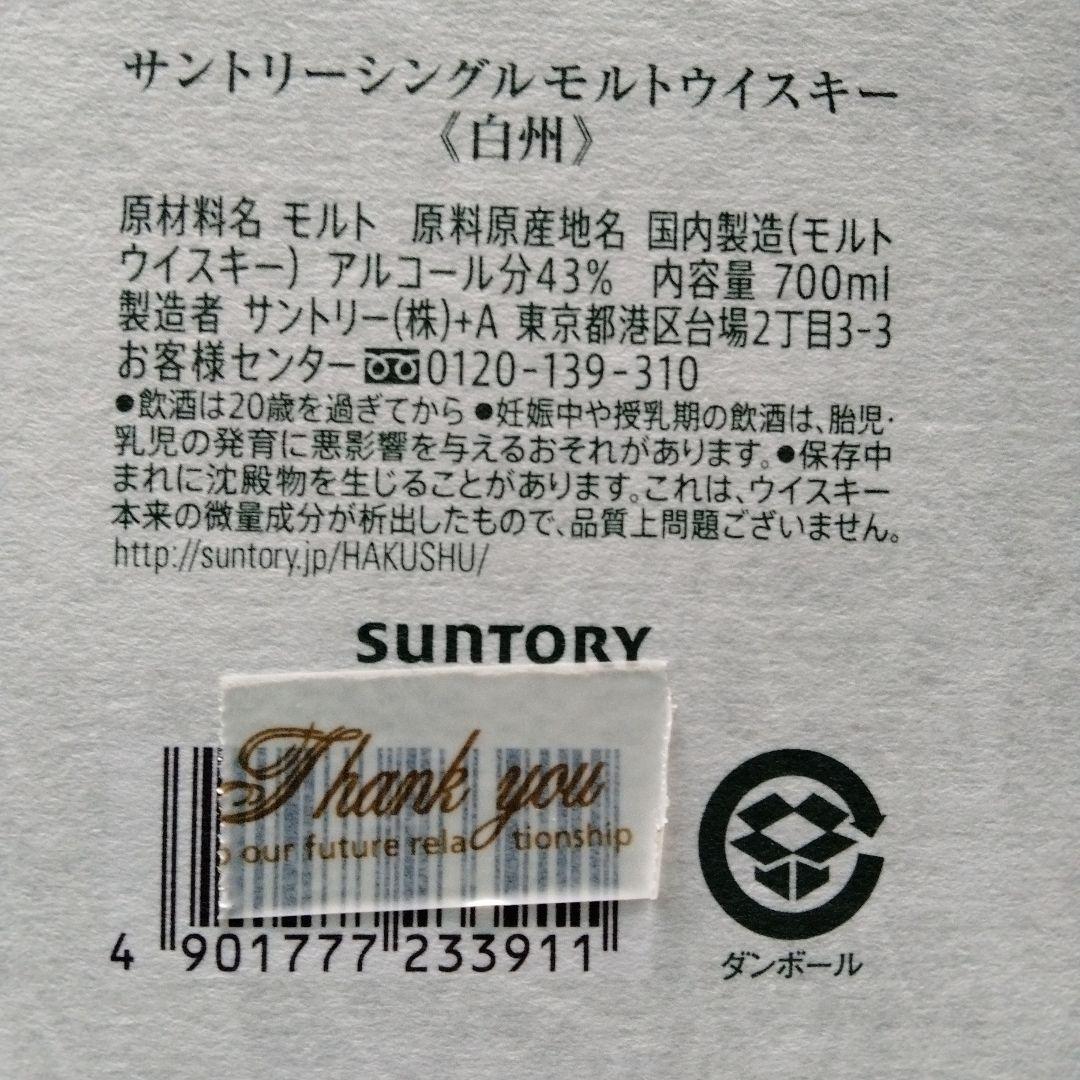 サントリーシングルモルトウイスキー
《白州》
原材料名 モルト 原料原産地名 国内製造(モルト
ウイスキー) アルコール分43% 内容量 700ml
製造者 サントリー(株)+A 東京都港区台場2丁目3-3
お客様センター 0120-139-310
●飲酒は20歳を過ぎてから ●妊娠中や授乳期の飲酒は、胎児・
乳児の発育に悪影響を与えるおそれがあります。●保存中
まれに沈殿物を生じることがあります。これは、ウイスキー
本来の微量成分が析出したもので、品質上問題ございません。
http://suntory.jp/HAKUSHU/
SUNTORY
Thank you
our future relationship
4 901777 233911
ダンボール